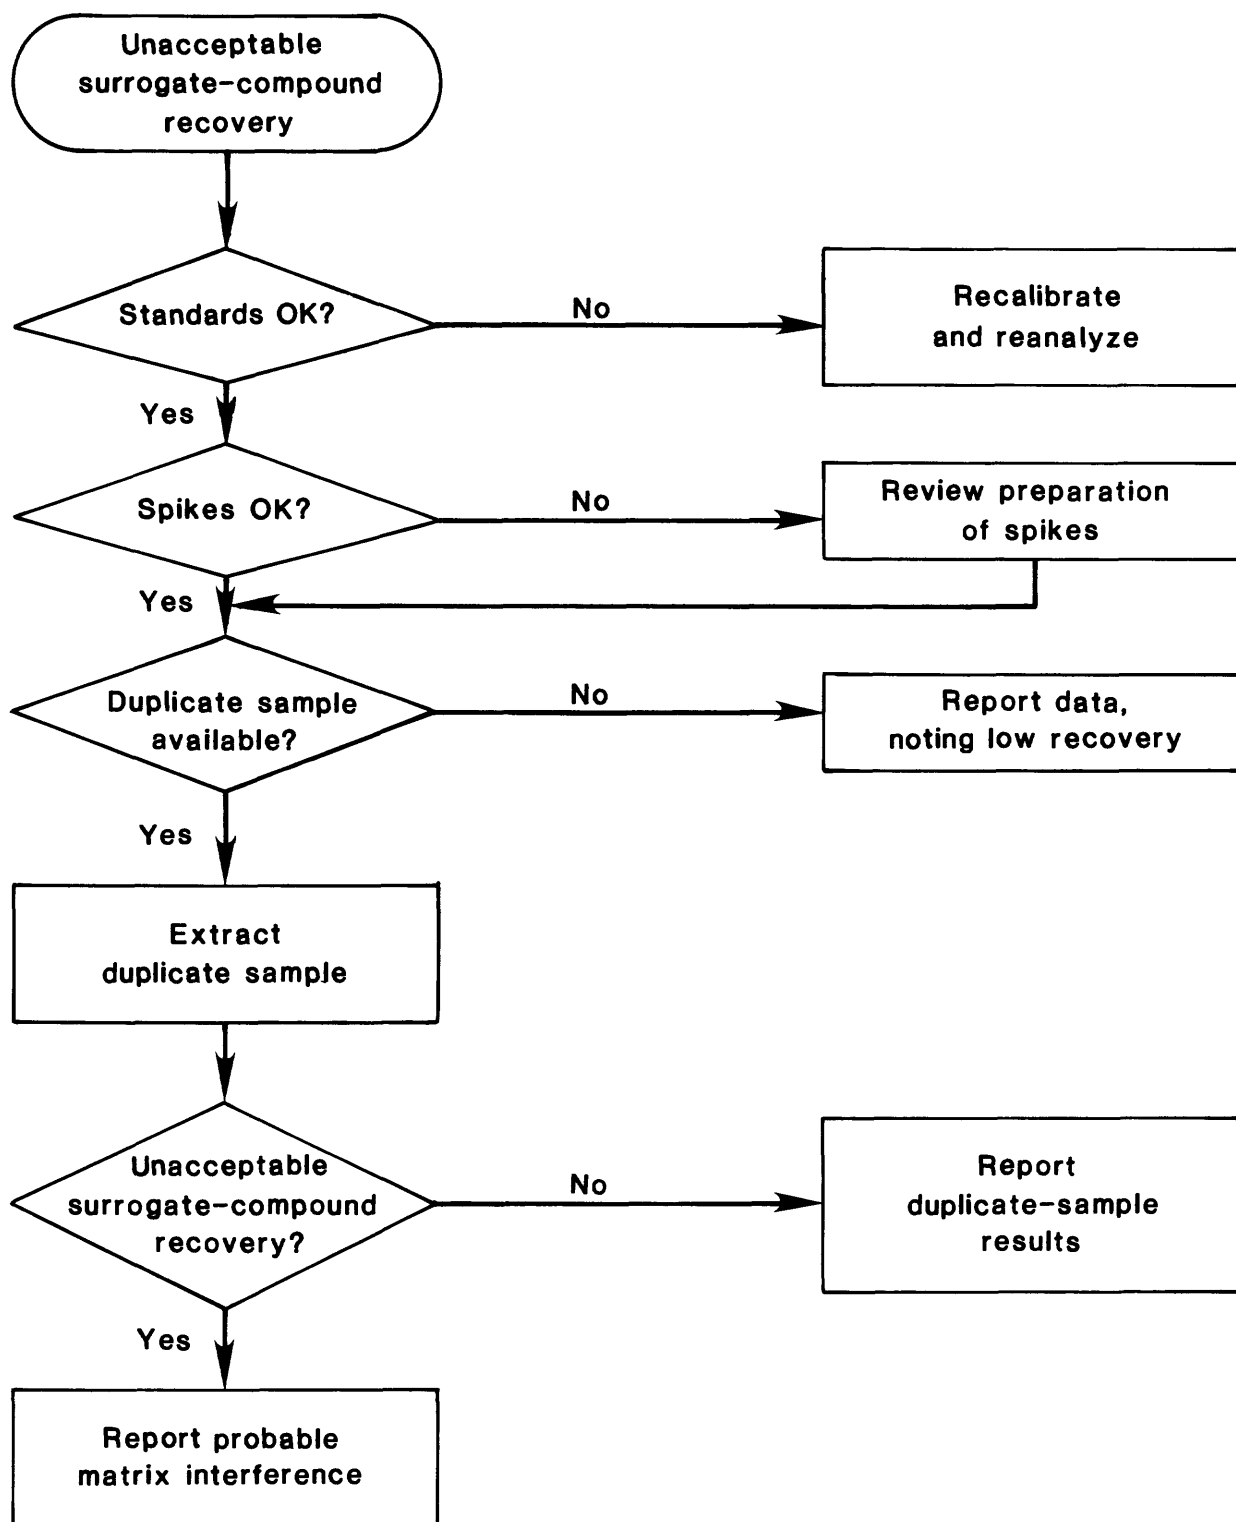 Unacceptable
surrogate-compound
recovery
Standards OK?
No
Recalibrate
and reanalyze
Yes
Spikes OK?
No
Review preparation
of spikes
Yes
Duplicate sample
available?
No
Report data,
noting low recovery
Yes
Extract
duplicate sample
Unacceptable
surrogate-compound
recovery?
No
Report
duplicate-sample
results
Yes
Report probable
matrix interference